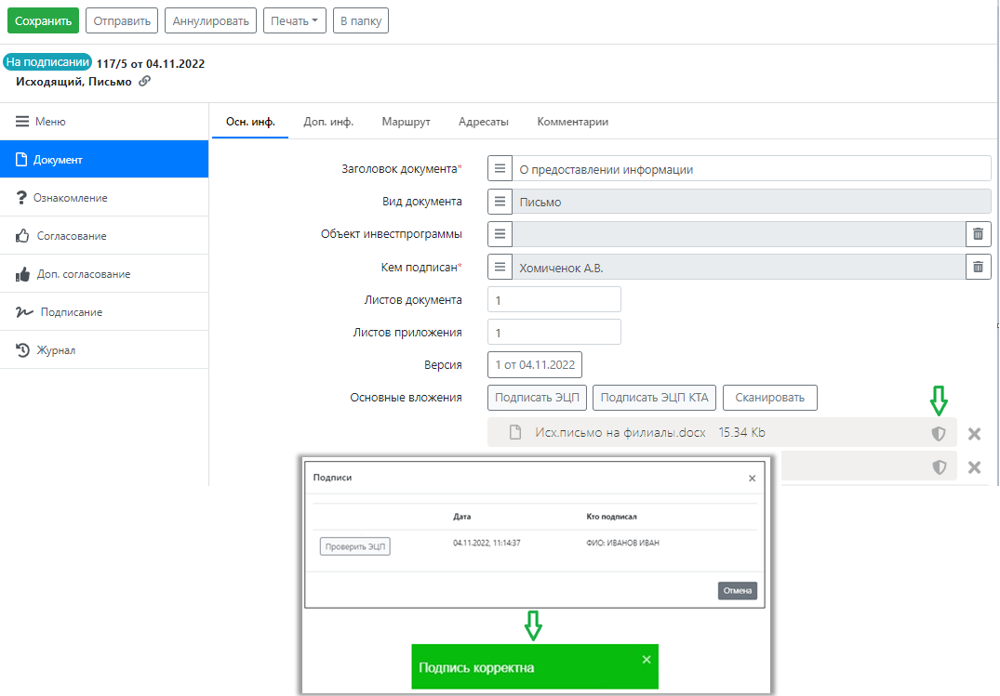 Сохранить Отправить Аннулировать Печать В папку
На подписании 117/5 от 04.11.2022
Исходящий, Письмо
Меню
Документ
Ознакомление
Согласование
Доп. согласование
Подписание
Журнал
Осн. инф. Доп. инф. Маршрут Адресаты Комментарии
Заголовок документа* О предоставлении информации
Вид документа Письмо
Объект инвестпрограммы
Кем подписан* Хомиченок А.В.
Листов документа 1
Листов приложения 1
Версия 1 от 04.11.2022
Основные вложения Подписать ЭЦП Подписать ЭЦП КТА Сканировать
Исх.письмо на филиалы.docx 15.34 Kb
Подписи
Дата Кто подписал
Проверить ЭЦП 04.11.2022, 11:14:37 ФИО: ИВАНОВ ИВАН
Отмена
Подпись корректна